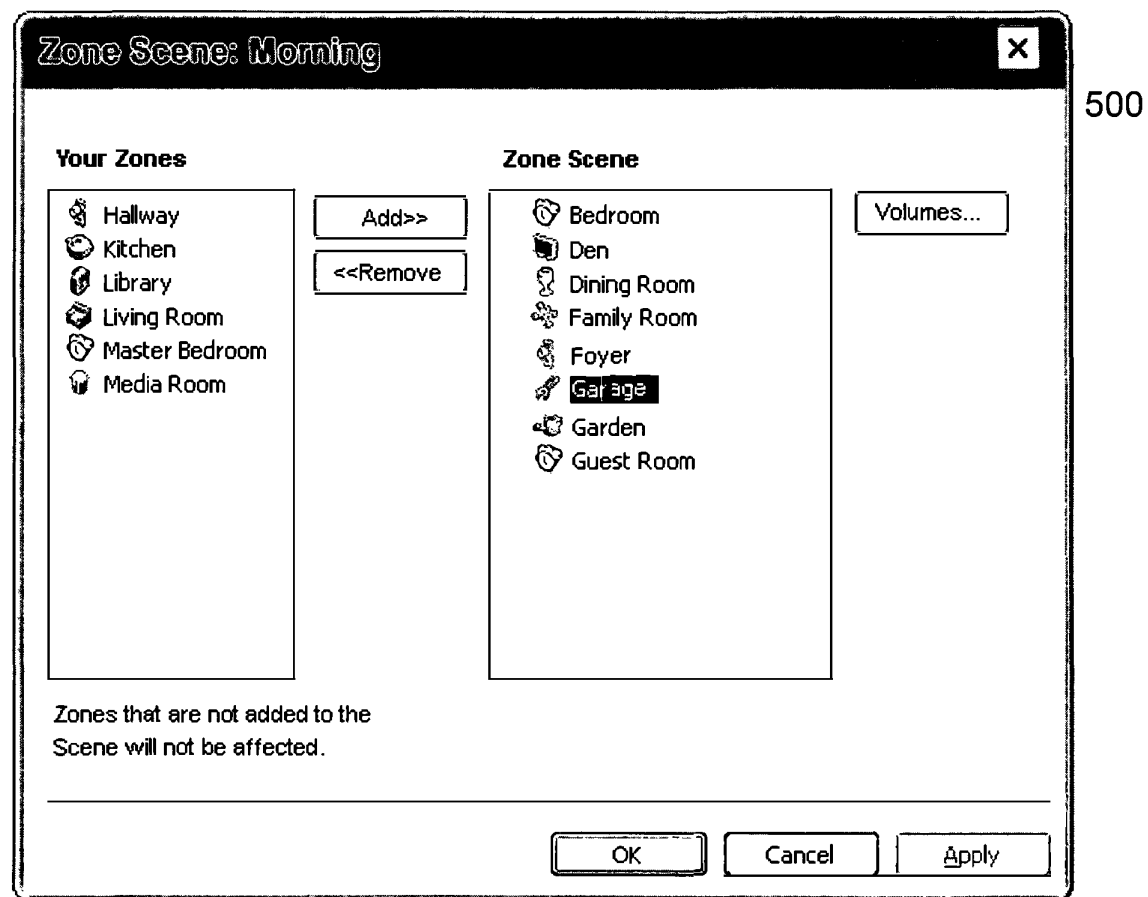 Zone Scene: Morning
500
Your Zones
Hallway
Kitchen
Library
Living Room
Master Bedroom
Media Room
Add>>
<<Remove
Zone Scene
Bedroom
Den
Dining Room
Family Room
Foyer
Garage
Garden
Guest Room
Volumes...
Zones that are not added to the
Scene will not be affected.
OK
Cancel
Apply